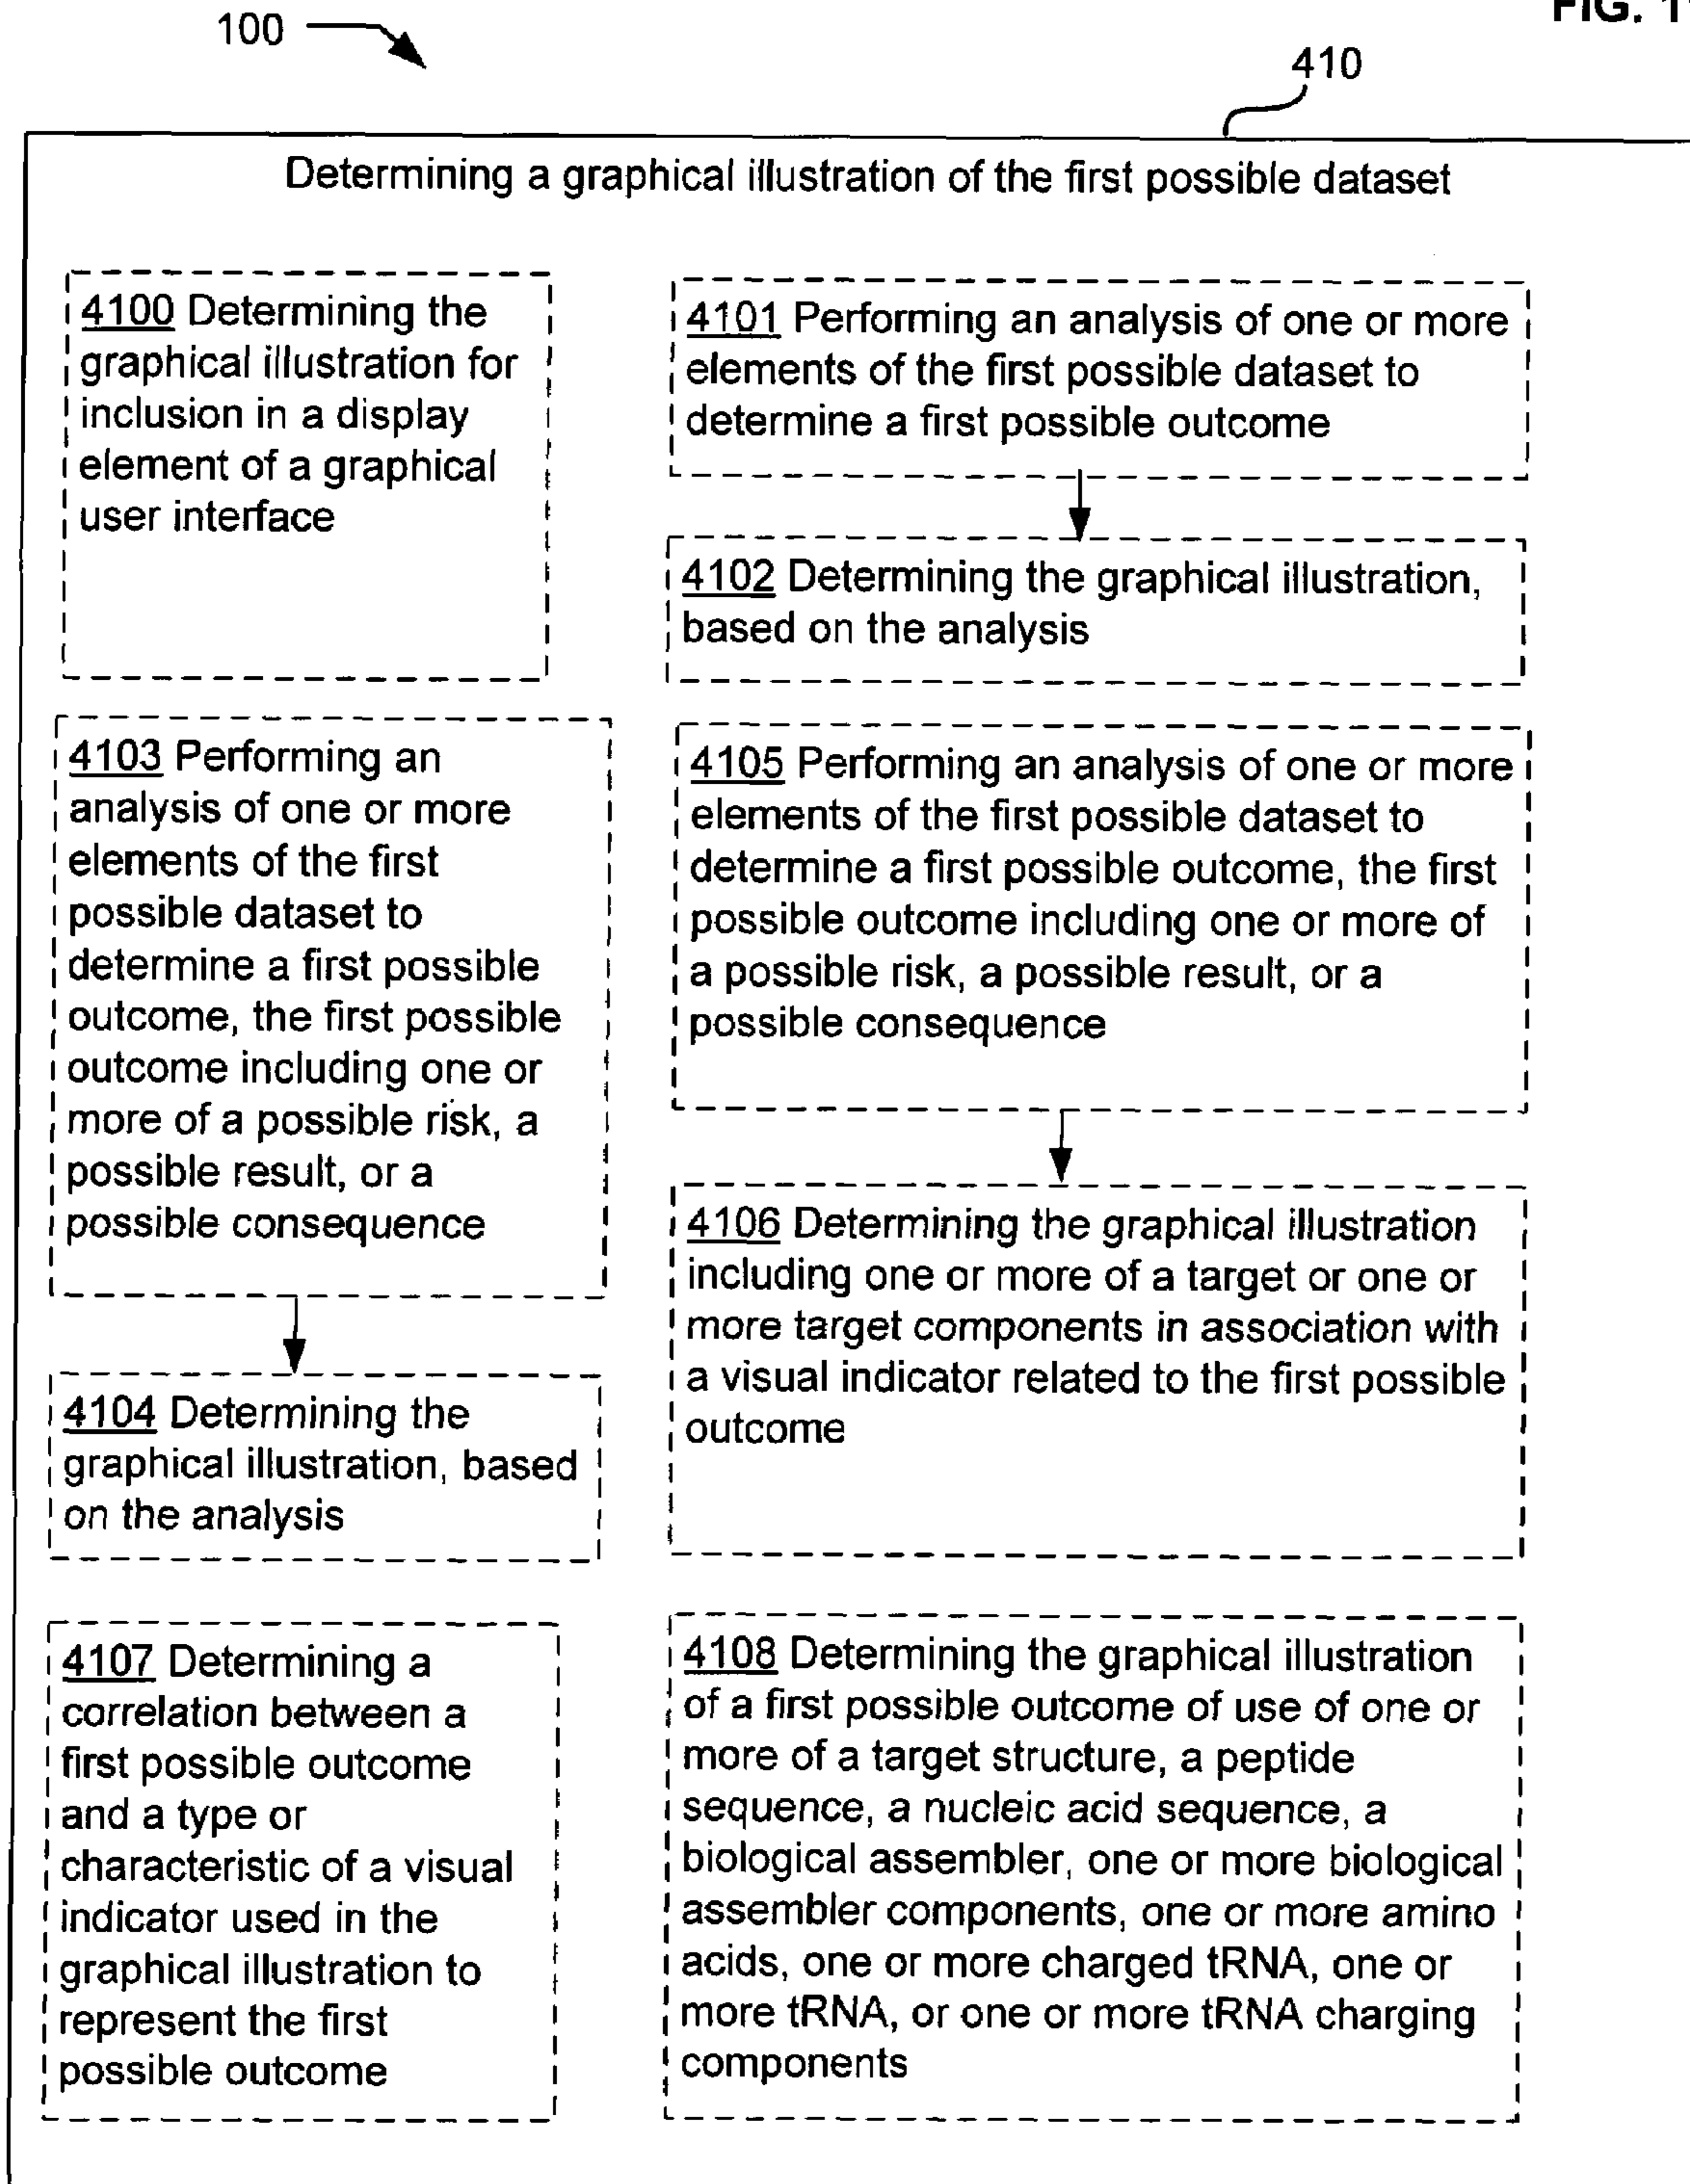 100
FIG. 1
410
Determining a graphical illustration of the first possible dataset
4100 Determining the
graphical illustration for
inclusion in a display
element of a graphical
user interface
4101 Performing an analysis of one or more
elements of the first possible dataset to
determine a first possible outcome
4102 Determining the graphical illustration,
based on the analysis
4103 Performing an
analysis of one or more
elements of the first
possible dataset to
determine a first possible
outcome, the first possible
outcome including one or
more of a possible risk, a
possible result, or a
possible consequence
4104 Determining the
graphical illustration, based
on the analysis
4105 Performing an analysis of one or more
elements of the first possible dataset to
determine a first possible outcome, the first
possible outcome including one or more of
a possible risk, a possible result, or a
possible consequence
4106 Determining the graphical illustration
including one or more of a target or one or
more target components in association with
a visual indicator related to the first possible
outcome
4107 Determining a
correlation between a
first possible outcome
and a type or
characteristic of a visual
indicator used in the
graphical illustration to
represent the first
possible outcome
4108 Determining the graphical illustration
of a first possible outcome of use of one or
more of a target structure, a peptide
sequence, a nucleic acid sequence, a
biological assembler, one or more biological
assembler components, one or more amino
acids, one or more charged tRNA, one or
more tRNA, or one or more tRNA charging
components